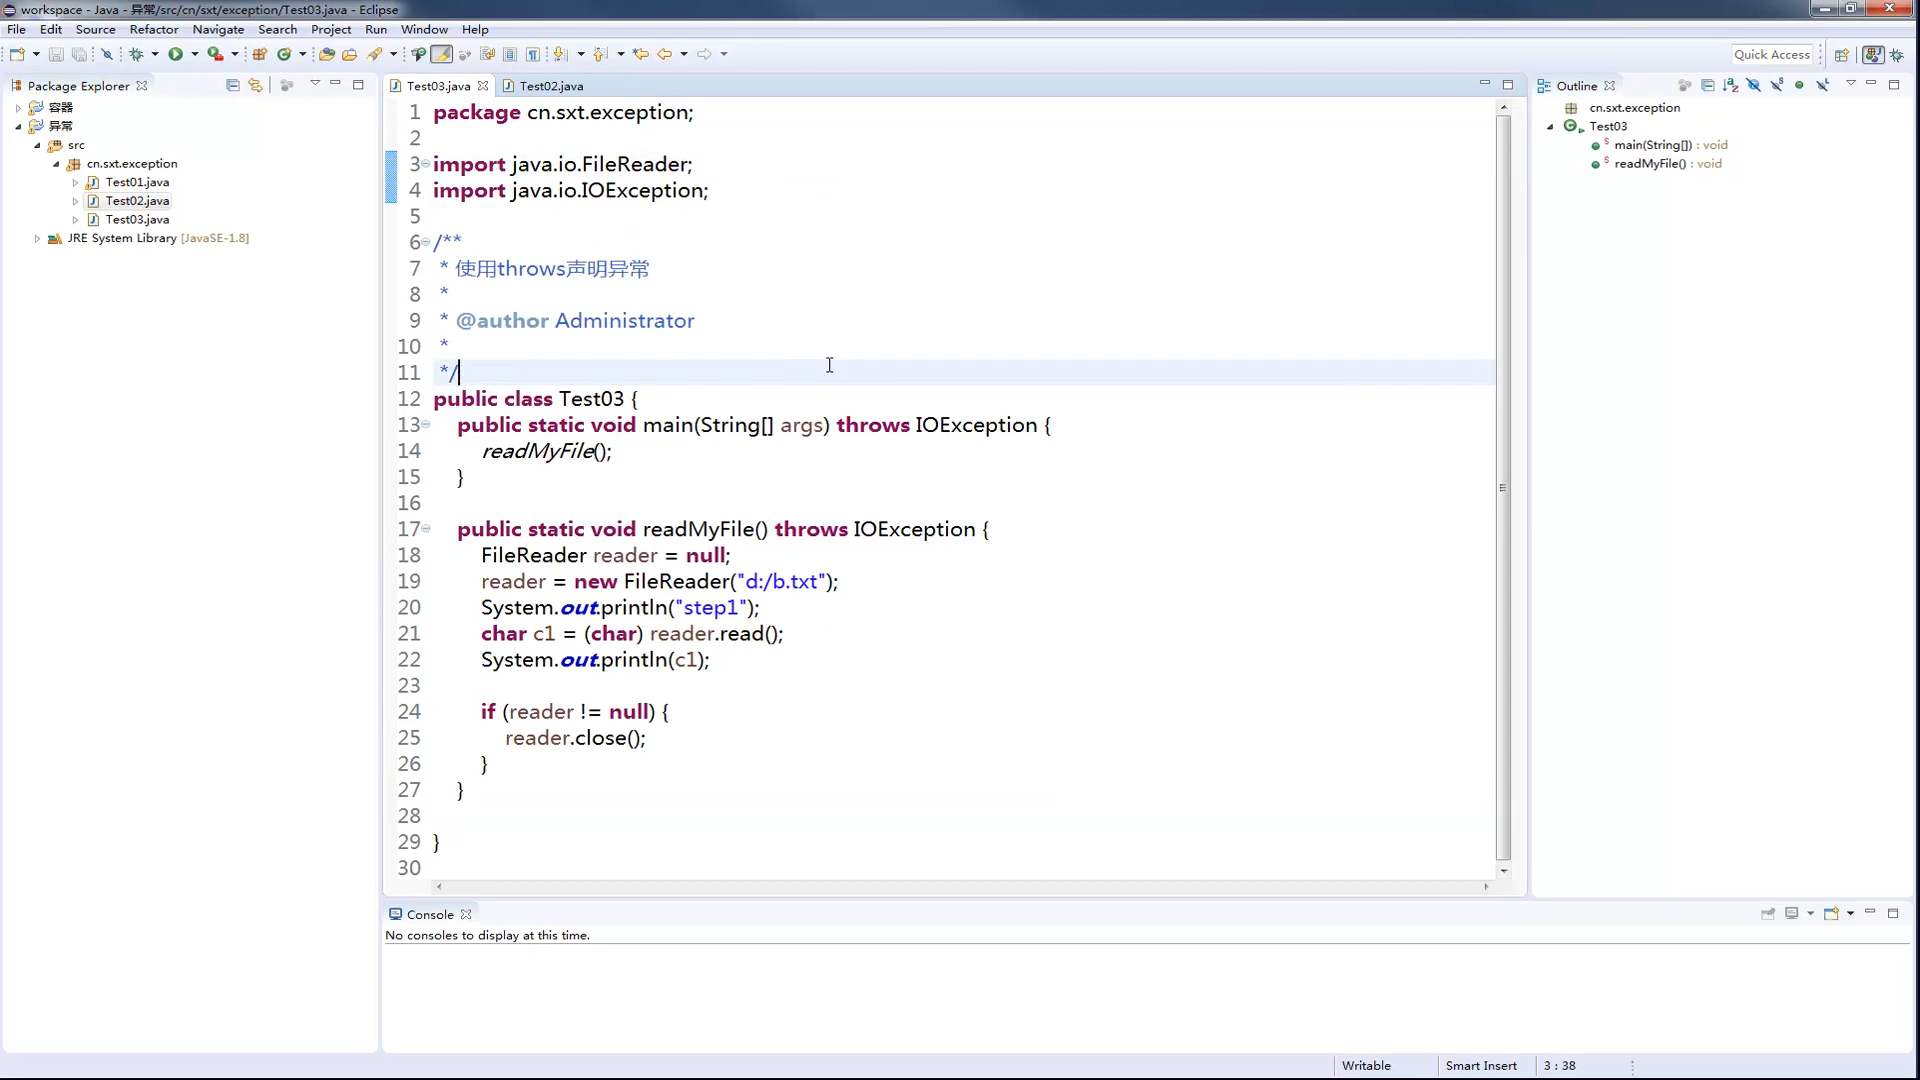 workspace - Java - 异常/src/cn/sxt/exception/Test03.java - Eclipse
File Edit Source Refactor Navigate Search Project Run Window Help
Quick Access
Package Explorer
容器
异常
src
cn.sxt.exception
Test01.java
Test02.java
Test03.java
JRE System Library [JavaSE-1.8]
Test03.java Test02.java
1 package cn.sxt.exception;
2
3 import java.io.FileReader;
4 import java.io.IOException;
5
6 /**
7 * 使用throws声明异常
8 *
9 * @author Administrator
10 *
11 */
12 public class Test03 {
13 public static void main(String[] args) throws IOException {
14 readMyFile();
15 }
16
17 public static void readMyFile() throws IOException {
18 FileReader reader = null;
19 reader = new FileReader("d:/b.txt");
20 System.out.println("step1");
21 char c1 = (char) reader.read();
22 System.out.println(c1);
23
24 if (reader != null) {
25 reader.close();
26 }
27 }
28
29 }
30
Outline
cn.sxt.exception
Test03
main(String[]) : void
readMyFile() : void
Console
No consoles to display at this time.
Writable Smart Insert 3 : 38